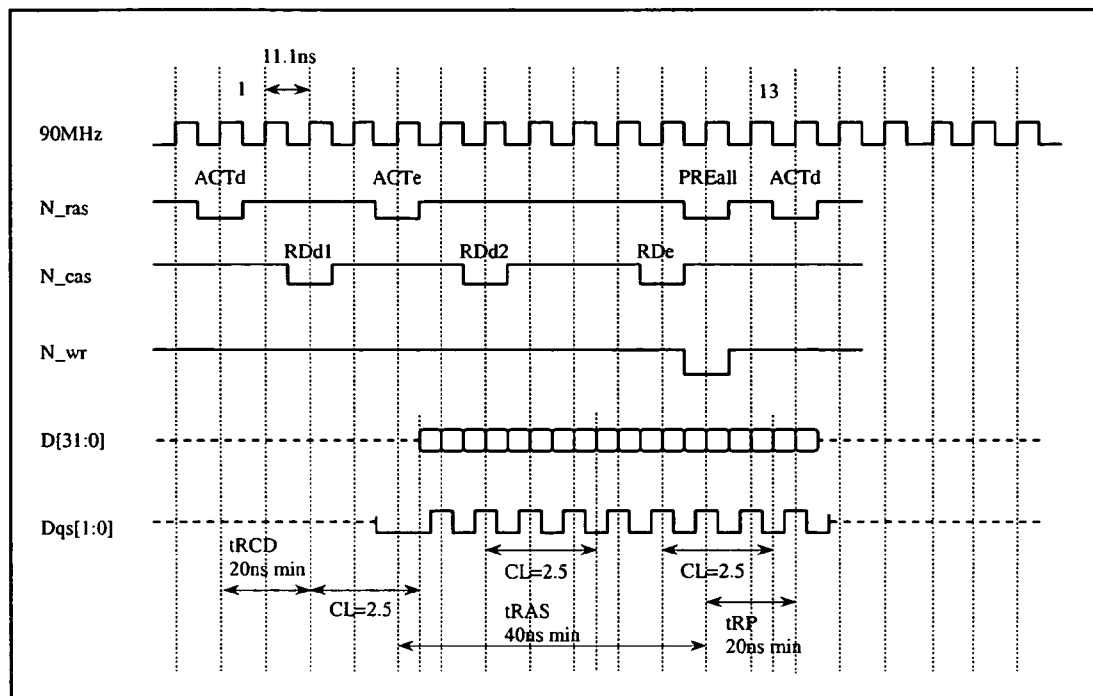 11.1ns
1 13
90MHz
ACTd ACTe PREall ACTd
N_ras
RDd1 RDd2 RDe
N_cas
N_wr
D[31:0]
Dqs[1:0]
tRCD
20ns min
CL=2.5 CL=2.5
CL=2.5
tRAS
40ns min
tRP
20ns min